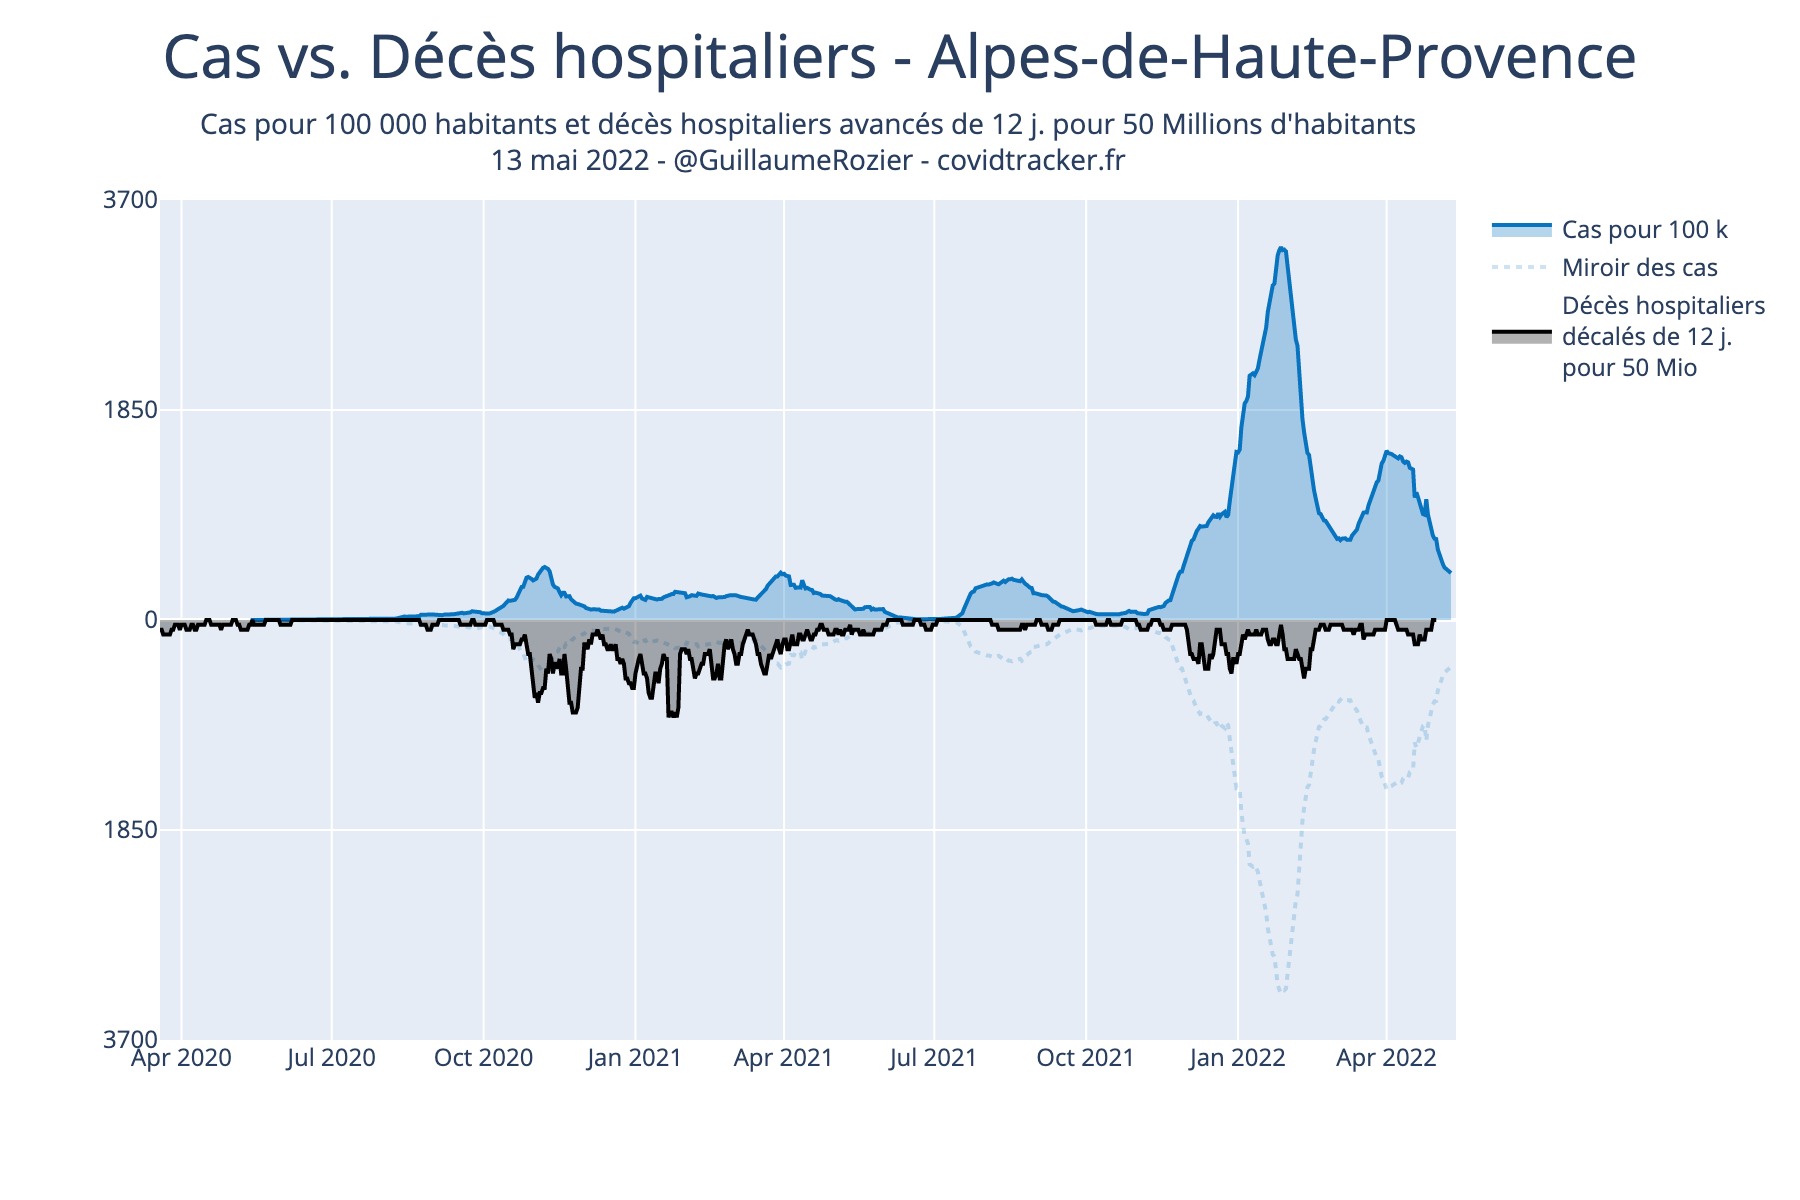 Cas vs. Décès hospitaliers - Alpes-de-Haute-Provence
Cas pour 100 000 habitants et décès hospitaliers avancés de 12 j. pour 50 Millions d'habitants
13 mai 2022 - @GuillaumeRozier - covidtracker.fr
3700
1850
0
1850
3700
Apr 2020
Jul 2020
Oct 2020
Jan 2021
Apr 2021
Jul 2021
Oct 2021
Jan 2022
Apr 2022
Cas pour 100 k
Miroir des cas
Décès hospitaliers
décalés de 12 j.
pour 50 Mio